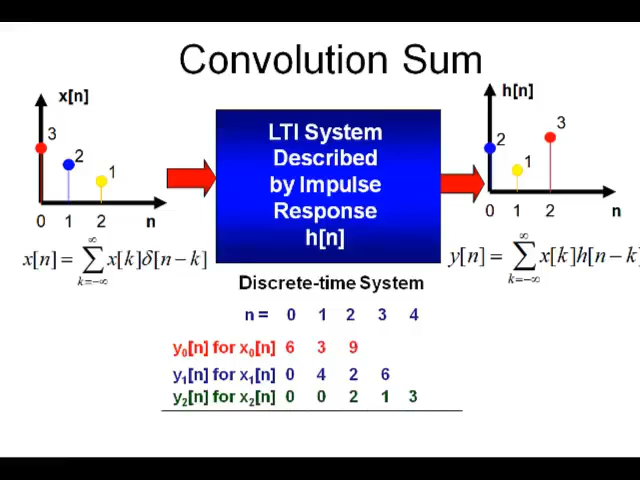 Convolution Sum
x[n]
3
2
1
0 1 2 n
LTI System
Described
by Impulse
Response
h[n]
h[n]
2
1
3
0 1 2 n
x[n] = ∑ x[k]δ[n − k]
k=−∞
∞
y[n] = ∑ x[k]h[n − k]
k=−∞
∞
Discrete-time System
n = 0 1 2 3 4
y₀[n] for x₀[n] 6 3 9
y₁[n] for x₁[n] 0 4 2 6
y₂[n] for x₂[n] 0 0 2 1 3